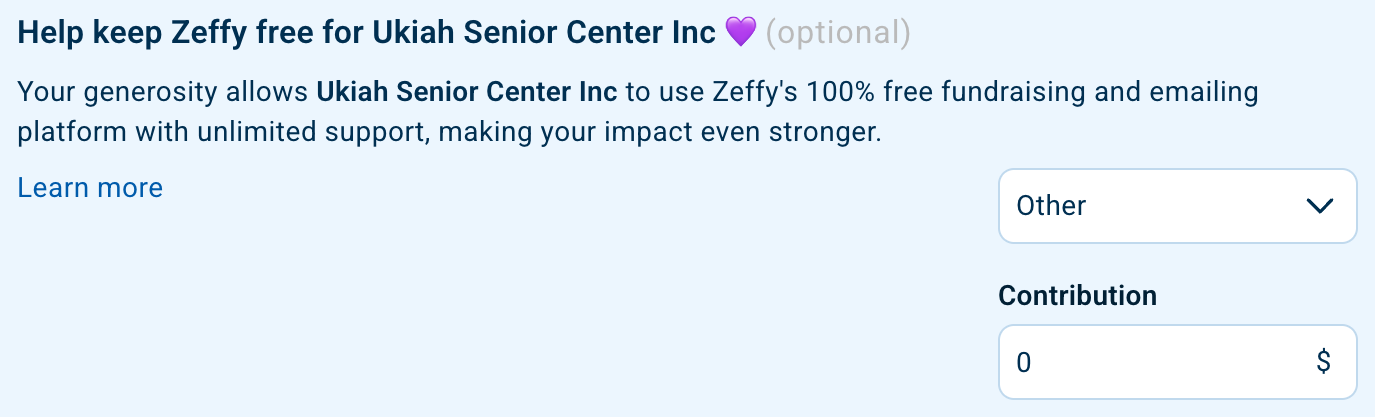 Help keep Zeffy free for Ukiah Senior Center Inc 💜 (optional)
Your generosity allows Ukiah Senior Center Inc to use Zeffy's 100% free fundraising and emailing
platform with unlimited support, making your impact even stronger.
Learn more
Other
Contribution
0 $